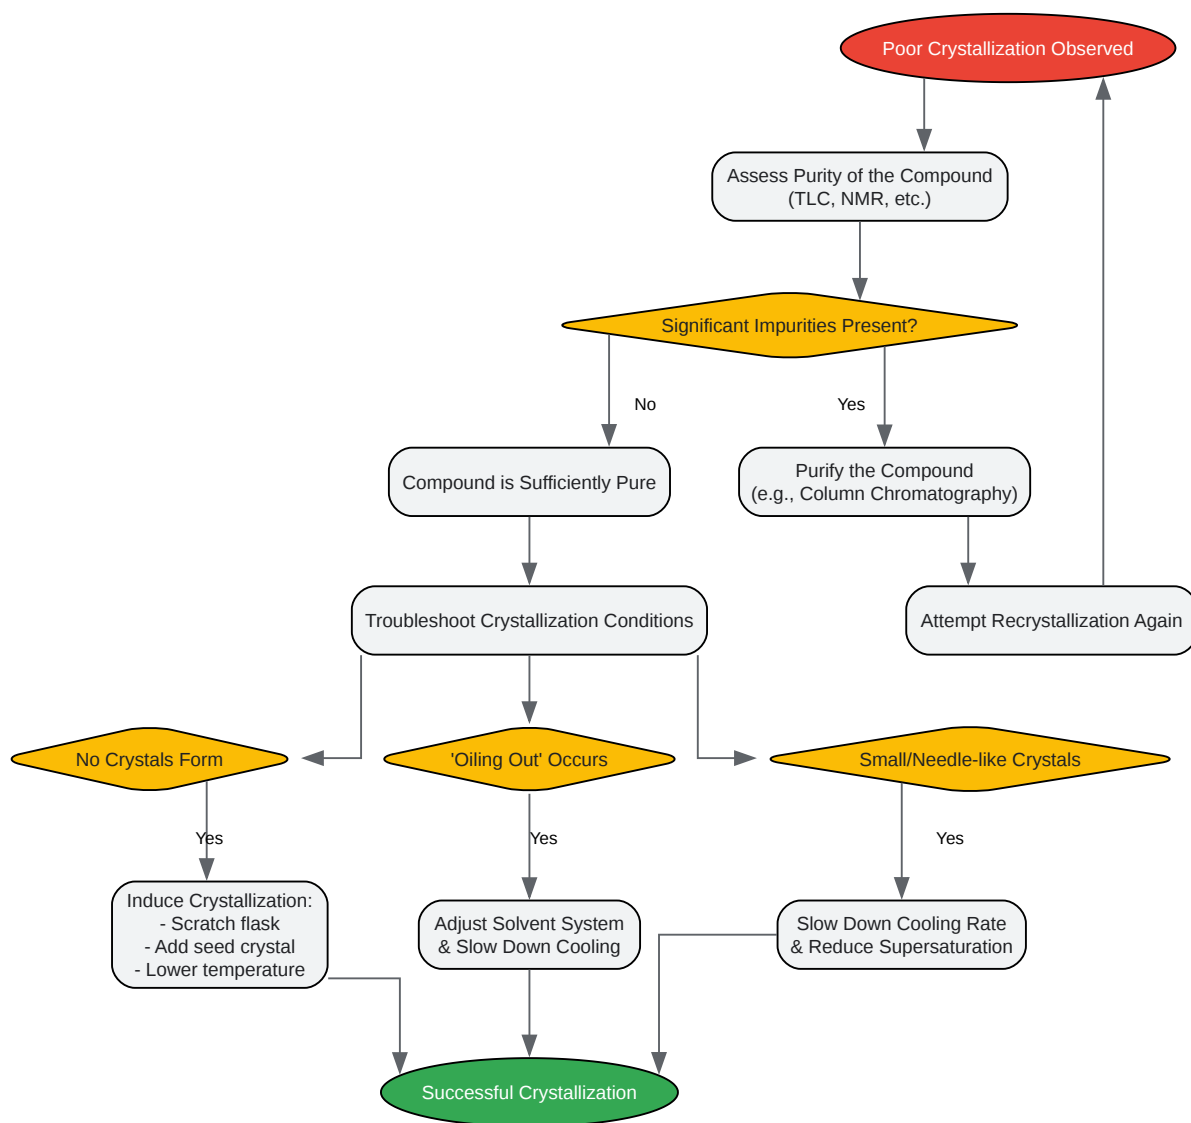 Poor Crystallization Observed
Assess Purity of the Compound
(TLC, NMR, etc.)
Significant Impurities Present?
No
Yes
Compound is Sufficiently Pure
Purify the Compound
(e.g., Column Chromatography)
Troubleshoot Crystallization Conditions
Attempt Recrystallization Again
No Crystals Form
'Oiling Out' Occurs
Small/Needle-like Crystals
Yes
Yes
Yes
Induce Crystallization:
- Scratch flask
- Add seed crystal
- Lower temperature
Adjust Solvent System
& Slow Down Cooling
Slow Down Cooling Rate
& Reduce Supersaturation
Successful Crystallization